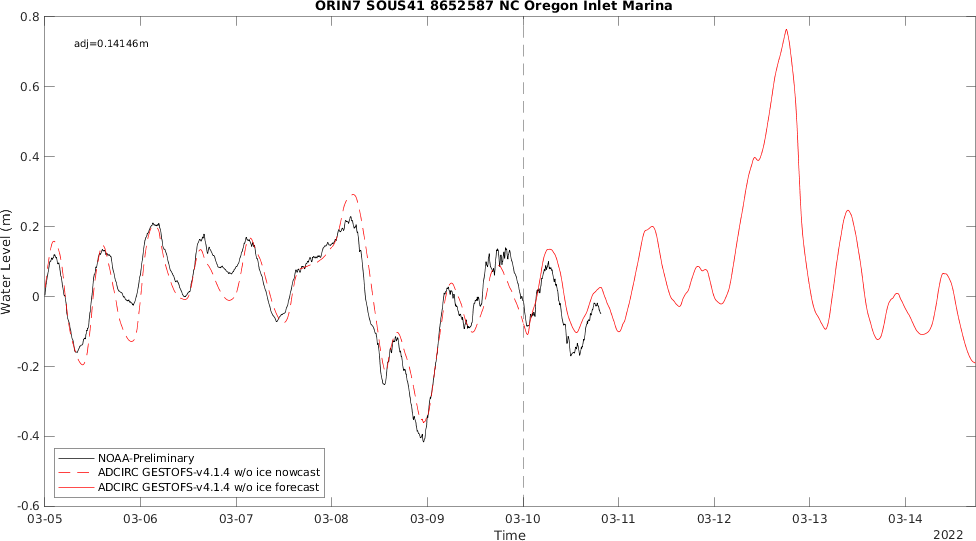 ORIN7 SOUS41 8652587 NC Oregon Inlet Marina
adj=0.14146m
0.8
0.6
0.4
0.2
0
-0.2
-0.4
-0.6
Water Level (m)
NOAA-Preliminary
ADCIRC GESTOFS-v4.1.4 w/o ice nowcast
ADCIRC GESTOFS-v4.1.4 w/o ice forecast
03-05 03-06 03-07 03-08 03-09 03-10 03-11 03-12 03-13 03-14
Time
2022